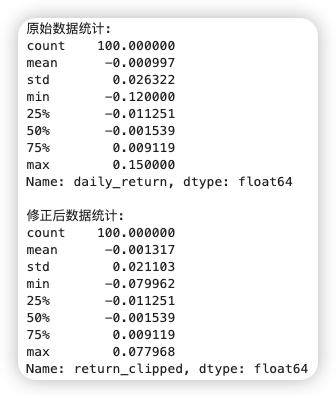 原始数据统计:
count    100.000000
mean      -0.000997
std        0.026322
min       -0.120000
25%       -0.011251
50%       -0.001539
75%        0.009119
max        0.150000
Name: daily_return, dtype: float64
修正后数据统计:
count    100.000000
mean      -0.001317
std        0.021103
min       -0.079962
25%       -0.011251
50%       -0.001539
75%        0.009119
max        0.077968
Name: return_clipped, dtype: float64